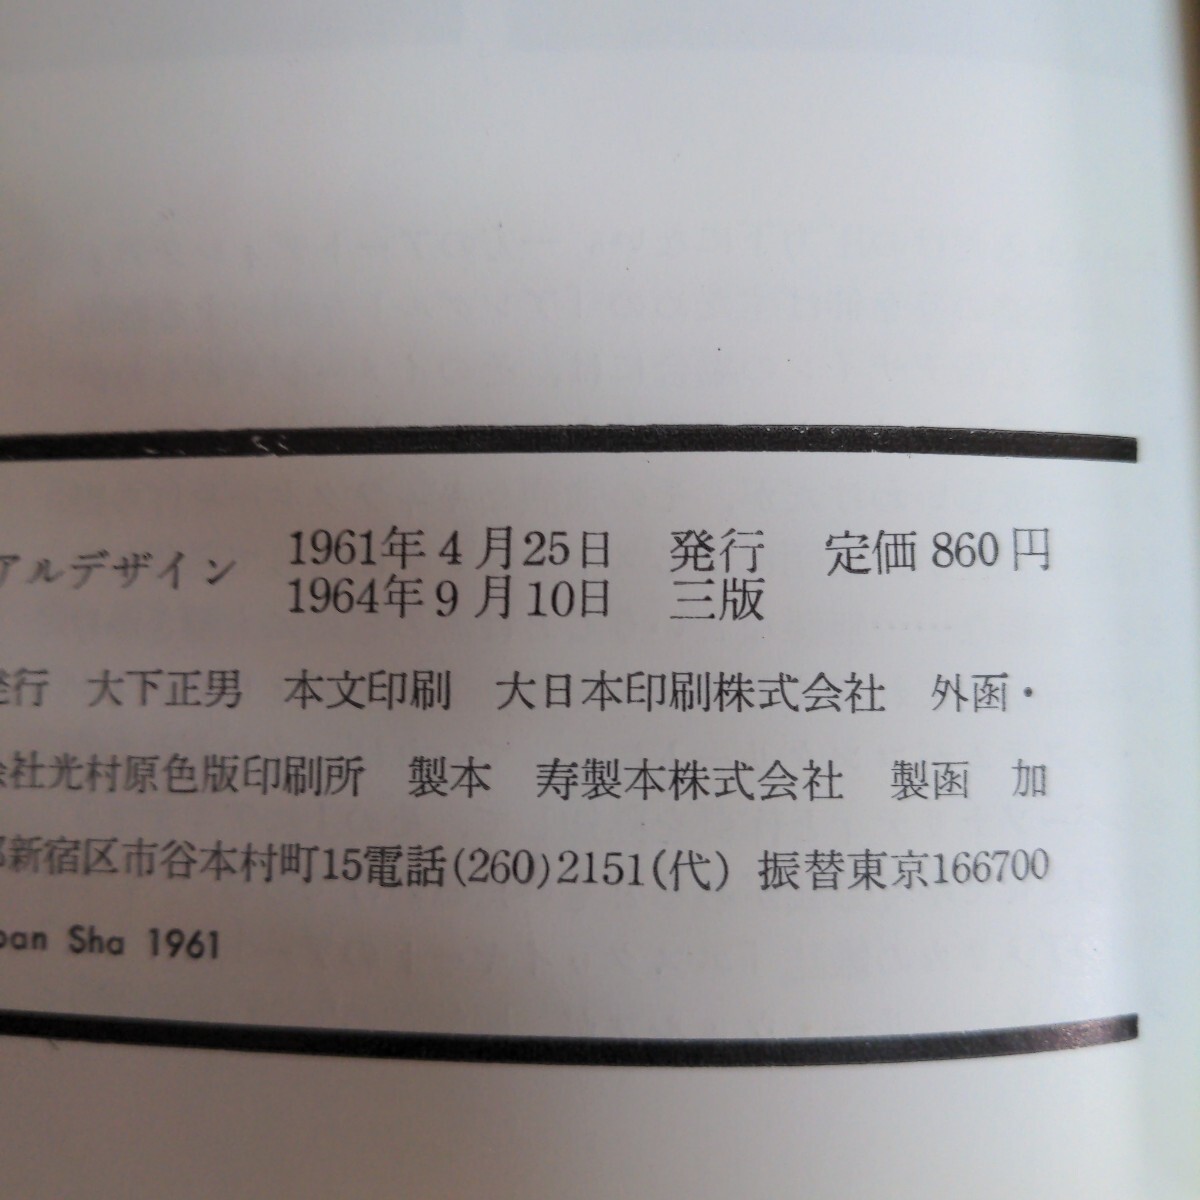 アルデザイン 1961年4月25日 発行 定価860円
1964年9月10日 三版
発行 大下正男 本文印刷 大日本印刷株式会社 外函・
会社光村原色版印刷所 製本 寿製本株式会社 製函 加
都新宿区市谷本村町15電話(260)2151(代) 振替東京166700
pan Sha 1961